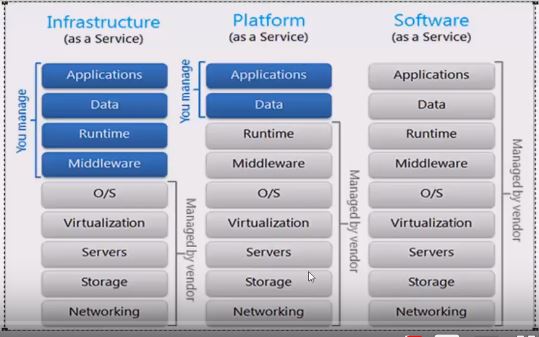 Infrastructure
(as a Service)
You manage
Applications
Data
Runtime
Middleware
O/S
Virtualization
Servers
Storage
Networking
Managed by vendor
Platform
(as a Service)
You manage
Applications
Data
Runtime
Middleware
O/S
Virtualization
Servers
Storage
Networking
Managed by vendor
Software
(as a Service)
Applications
Data
Runtime
Middleware
O/S
Virtualization
Servers
Storage
Networking
Managed by vendor